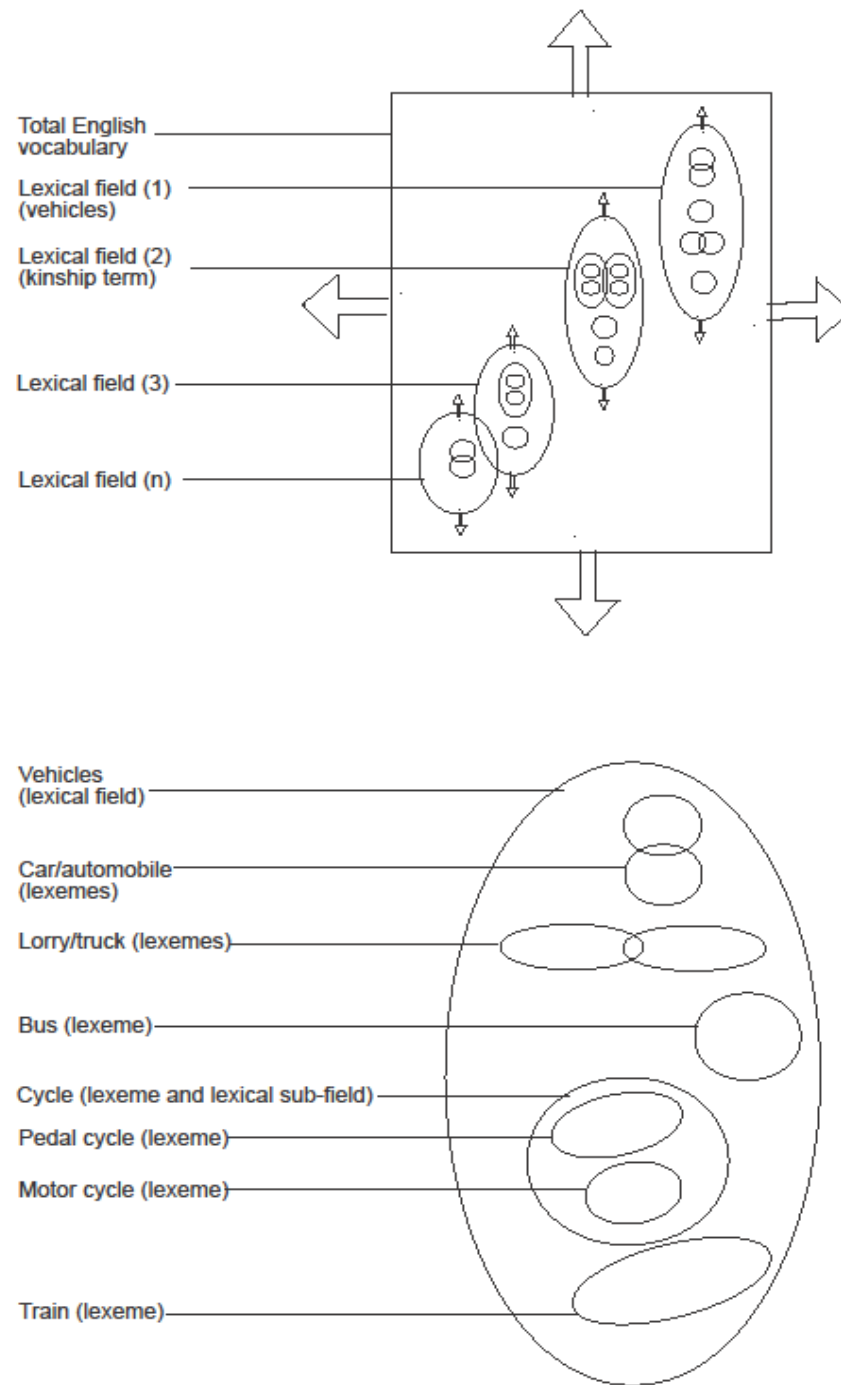 Total English
vocabulary
Lexical field (1)
(vehicles)
Lexical field (2)
(kinship term)
Lexical field (3)
Lexical field (n)
Vehicles
(lexical field)
Car/automobile
(lexemes)
Lorry/truck (lexemes)
Bus (lexeme)
Cycle (lexeme and lexical sub-field)
Pedal cycle (lexeme)
Motor cycle (lexeme)
Train (lexeme)